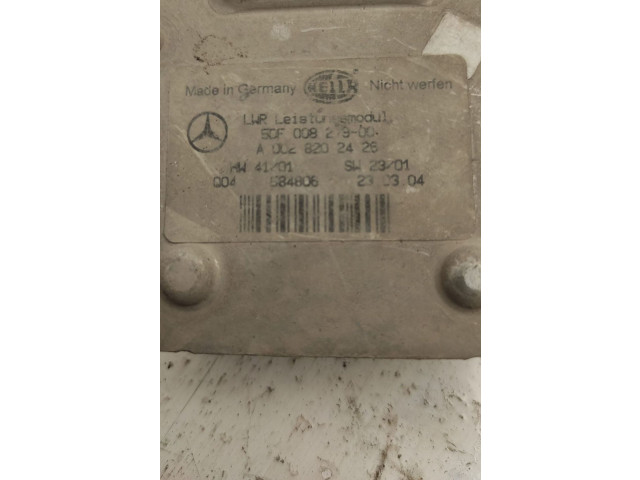 Made in Germany HELLA Nicht werfen
LWR Leistungsmodul
5DF 008 279-00
A 002 820 24 26
HW 41/01 SW 23/01
004 684806 23.03.04